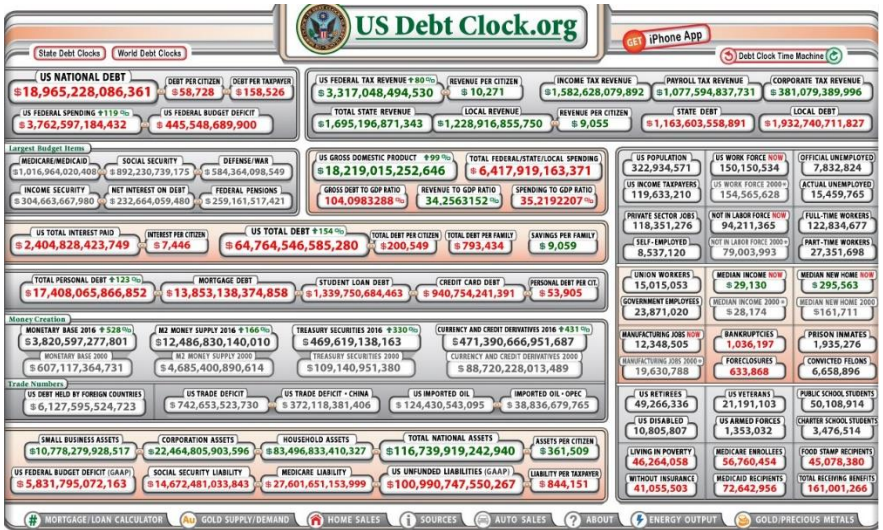 US Debt Clock.org
State Debt Clocks
World Debt Clocks
GET iPhone App
Debt Clock Time Machine
US NATIONAL DEBT
$18,965,228,086,361
DEBT PER CITIZEN
$58,728
DEBT PER TAXPAYER
$158,526
US FEDERAL SPENDING +119 %
$3,762,597,184,432
US FEDERAL BUDGET DEFICIT
$445,548,689,900
US FEDERAL TAX REVENUE +80 %
$3,317,048,494,530
REVENUE PER CITIZEN
$10,271
INCOME TAX REVENUE
$1,582,628,079,892
PAYROLL TAX REVENUE
$1,077,594,837,731
CORPORATE TAX REVENUE
$381,079,389,996
TOTAL STATE REVENUE
$1,695,196,871,343
LOCAL REVENUE
$1,228,916,855,750
REVENUE PER CITIZEN
$9,055
STATE DEBT
$1,163,603,558,891
LOCAL DEBT
$1,932,740,711,827
Largest Budget Items
MEDICARE/MEDICAID
$1,016,964,020,408
SOCIAL SECURITY
$892,230,739,175
DEFENSE/WAR
$584,364,098,549
INCOME SECURITY
$304,663,667,980
NET INTEREST ON DEBT
$232,664,059,480
FEDERAL PENSIONS
$259,161,517,421
US GROSS DOMESTIC PRODUCT +99 %
$18,219,015,252,646
TOTAL FEDERAL/STATE/LOCAL SPENDING
$6,417,919,163,371
GROSS DEBT TO GDP RATIO
104.0983288 %
REVENUE TO GDP RATIO
34.2563152 %
SPENDING TO GDP RATIO
35.2192207 %
US TOTAL INTEREST PAID
$2,404,828,423,749
INTEREST PER CITIZEN
$7,446
US TOTAL DEBT +154 %
$64,764,546,585,280
TOTAL DEBT PER CITIZEN
$200,549
TOTAL DEBT PER FAMILY
$793,434
SAVINGS PER FAMILY
$9,059
TOTAL PERSONAL DEBT +123 %
$17,408,065,866,852
MORTGAGE DEBT
$13,853,138,374,858
STUDENT LOAN DEBT
$1,339,750,684,463
CREDIT CARD DEBT
$940,754,241,391
PERSONAL DEBT PER CIT.
$53,905
Money Creation
MONETARY BASE 2016 +528 %
$3,820,597,277,801
M2 MONEY SUPPLY 2016 +166 %
$12,486,830,140,010
TREASURY SECURITIES 2016 +330 %
$469,619,138,163
CURRENCY AND CREDIT DERIVATIVES 2016 +431 %
$471,390,666,951,687
MONETARY BASE 2000
$607,117,364,731
M2 MONEY SUPPLY 2000
$4,685,400,890,614
TREASURY SECURITIES 2000
$109,140,951,380
CURRENCY AND CREDIT DERIVATIVES 2000
$88,720,228,013,489
Trade Numbers
US DEBT HELD BY FOREIGN COUNTRIES
$6,127,595,524,723
US TRADE DEFICIT
$742,653,523,730
US TRADE DEFICIT - CHINA
$372,118,381,406
US IMPORTED OIL
$124,430,543,095
IMPORTED OIL - OPEC
$38,836,679,765
SMALL BUSINESS ASSETS
$10,778,279,928,517
CORPORATION ASSETS
$22,464,805,903,596
HOUSEHOLD ASSETS
$83,496,833,410,327
TOTAL NATIONAL ASSETS
$116,739,919,242,940
ASSETS PER CITIZEN
$361,509
US FEDERAL BUDGET DEFICIT (GAAP)
$5,831,795,072,163
SOCIAL SECURITY LIABILITY
$14,672,481,033,843
MEDICARE LIABILITY
$27,601,651,153,999
US UNFUNDED LIABILITIES (GAAP)
$100,990,747,550,267
LIABILITY PER TAXPAYER
$844,151
US POPULATION
322,934,571
US WORK FORCE NOW
150,150,534
OFFICIAL UNEMPLOYED
7,832,824
US INCOME TAXPAYERS
119,633,210
US WORK FORCE 2000
154,565,628
ACTUAL UNEMPLOYED
15,459,765
PRIVATE SECTOR JOBS
118,351,276
NOT IN LABOR FORCE NOW
94,211,365
FULL-TIME WORKERS
122,834,677
SELF-EMPLOYED
8,537,120
NOT IN LABOR FORCE 2000
79,003,993
PART-TIME WORKERS
27,351,698
UNION WORKERS
15,015,053
MEDIAN INCOME NOW
$29,130
MEDIAN NEW HOME NOW
$295,563
GOVERNMENT EMPLOYEES
23,871,020
MEDIAN INCOME 2000
$28,174
MEDIAN NEW HOME 2000
$161,711
MANUFACTURING JOBS NOW
12,348,505
BANKRUPTCIES
1,036,197
PRISON INMATES
1,935,276
MANUFACTURING JOBS 2000
19,630,788
FORECLOSURES
633,868
CONVICTED FELONS
6,658,896
US RETIREES
49,266,336
US VETERANS
21,191,103
PUBLIC SCHOOL STUDENTS
50,108,914
US DISABLED
10,805,807
US ARMED FORCES
1,353,032
CHARTER SCHOOL STUDENTS
3,476,514
LIVING IN POVERTY
46,264,058
MEDICARE ENROLLEES
56,760,454
FOOD STAMP RECIPIENTS
45,078,380
WITHOUT INSURANCE
41,055,503
MEDICAID RECIPIENTS
72,642,956
TOTAL RECEIVING BENEFITS
161,001,266
# MORTGAGE/LOAN CALCULATOR
Au GOLD SUPPLY/DEMAND
HOME SALES
i SOURCES
AUTO SALES
? ABOUT
ENERGY OUTPUT
GOLD/PRECIOUS METALS